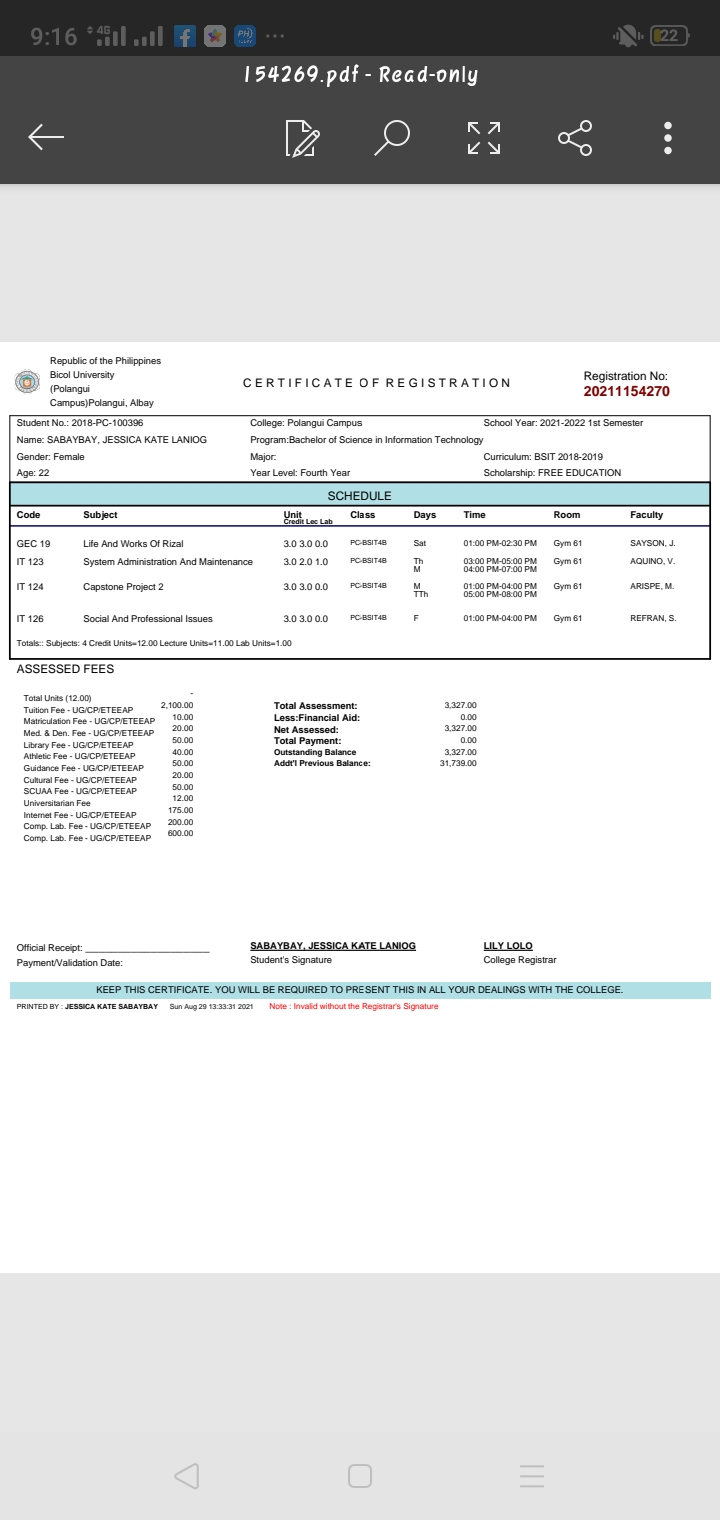 9:16 4G 22
154269.pdf - Read-only
Republic of the Philippines
Bicol University
(Polangui
Campus)Polangui, Albay
CERTIFICATE OF REGISTRATION
Registration No:
20211154270
Student No.: 2018-PC-100396 College: Polangui Campus School Year: 2021-2022 1st Semester
Name: SABAYBAY, JESSICA KATE LANIOG Program:Bachelor of Science in Information Technology
Gender: Female Major: Curriculum: BSIT 2018-2019
Age: 22 Year Level: Fourth Year Scholarship: FREE EDUCATION
SCHEDULE
Code Subject Unit Class Days Time Room Faculty
Credit Lec Lab
GEC 19 Life And Works Of Rizal 3.0 3.0 0.0 PC-BSIT4B Sat 01:00 PM-02:30 PM Gym 61 SAYSON, J.
IT 123 System Administration And Maintenance 3.0 2.0 1.0 PC-BSIT4B Th 03:00 PM-05:00 PM Gym 61 AQUINO, V.
M 04:00 PM-07:00 PM
IT 124 Capstone Project 2 3.0 3.0 0.0 PC-BSIT4B M 01:00 PM-04:00 PM Gym 61 ARISPE, M.
TTh 05:00 PM-08:00 PM
IT 126 Social And Professional Issues 3.0 3.0 0.0 PC-BSIT4B F 01:00 PM-04:00 PM Gym 61 REFRAN, S.
Totals:: Subjects: 4 Credit Units=12.00 Lecture Units=11.00 Lab Units=1.00
ASSESSED FEES
Total Units (12.00) -
Tuition Fee - UG/CP/ETEEAP 2,100.00
Matriculation Fee - UG/CP/ETEEAP 10.00
Med. & Den. Fee - UG/CP/ETEEAP 20.00
Library Fee - UG/CP/ETEEAP 50.00
Athletic Fee - UG/CP/ETEEAP 40.00
Guidance Fee - UG/CP/ETEEAP 50.00
Cultural Fee - UG/CP/ETEEAP 20.00
SCUAA Fee - UG/CP/ETEEAP 50.00
Universitarian Fee 12.00
Internet Fee - UG/CP/ETEEAP 175.00
Comp. Lab. Fee - UG/CP/ETEEAP 200.00
Comp. Lab. Fee - UG/CP/ETEEAP 600.00
Total Assessment: 3,327.00
Less:Financial Aid: 0.00
Net Assessed: 3,327.00
Total Payment: 0.00
Outstanding Balance 3,327.00
Addt'l Previous Balance: 31,739.00
Official Receipt: ________________________ SABAYBAY, JESSICA KATE LANIOG LILY LOLO
Payment/Validation Date: Student's Signature College Registrar
KEEP THIS CERTIFICATE. YOU WILL BE REQUIRED TO PRESENT THIS IN ALL YOUR DEALINGS WITH THE COLLEGE.
PRINTED BY : JESSICA KATE SABAYBAY Sun Aug 29 13:33:31 2021 Note : Invalid without the Registrar's Signature